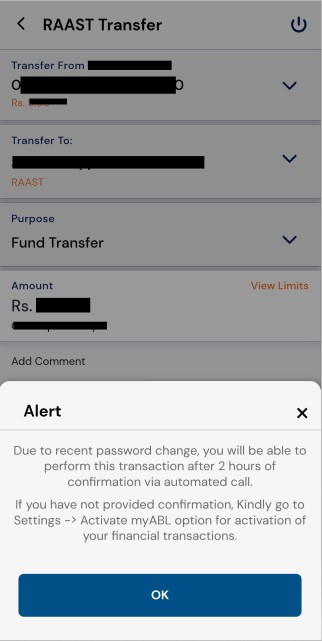 RAAST Transfer
Transfer From
Rs.
Transfer To:
RAAST
Purpose
Fund Transfer
Amount View Limits
Rs.
Add Comment
Alert
Due to recent password change, you will be able to
perform this transaction after 2 hours of
confirmation via automated call.
If you have not provided confirmation, Kindly go to
Settings -> Activate myABL option for activation of
your financial transactions.
OK